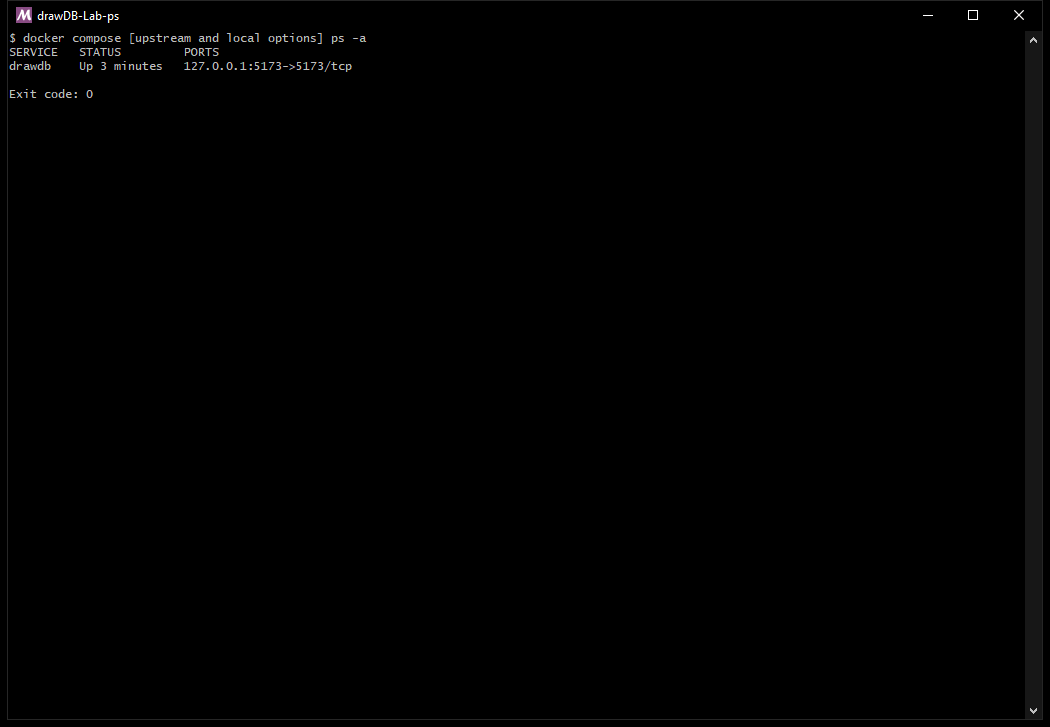 drawDB-Lab-ps
$ docker compose [upstream and local options] ps -a
SERVICE   STATUS         PORTS
drawdb    Up 3 minutes   127.0.0.1:5173->5173/tcp
Exit code: 0